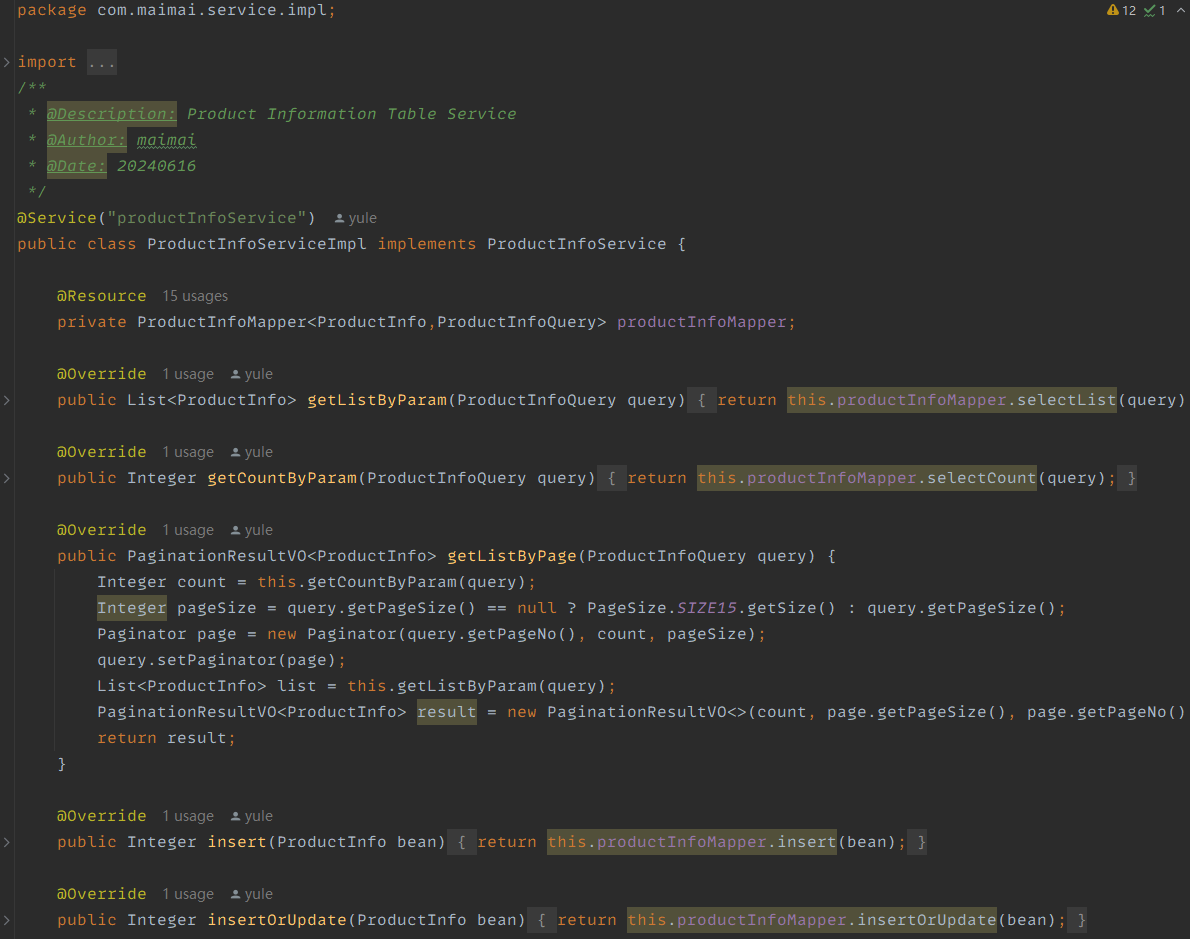 package com.maimai.service.impl;
12 1
import ...
/**
* @Description: Product Information Table Service
* @Author: maimai
* @Date: 20240616
*/
@Service("productInfoService") yule
public class ProductInfoServiceImpl implements ProductInfoService {
@Resource 15 usages
private ProductInfoMapper<ProductInfo,ProductInfoQuery> productInfoMapper;
@Override 1 usage yule
public List<ProductInfo> getListByParam(ProductInfoQuery query) { return this.productInfoMapper.selectList(query)
@Override 1 usage yule
public Integer getCountByParam(ProductInfoQuery query) { return this.productInfoMapper.selectCount(query); }
@Override 1 usage yule
public PaginationResultVO<ProductInfo> getListByPage(ProductInfoQuery query) {
Integer count = this.getCountByParam(query);
Integer pageSize = query.getPageSize() == null ? PageSize.SIZE15.getSize() : query.getPageSize();
Paginator page = new Paginator(query.getPageNo(), count, pageSize);
query.setPaginator(page);
List<ProductInfo> list = this.getListByParam(query);
PaginationResultVO<ProductInfo> result = new PaginationResultVO<>(count, page.getPageSize(), page.getPageNo()
return result;
}
@Override 1 usage yule
public Integer insert(ProductInfo bean) { return this.productInfoMapper.insert(bean); }
@Override 1 usage yule
public Integer insertOrUpdate(ProductInfo bean) { return this.productInfoMapper.insertOrUpdate(bean); }